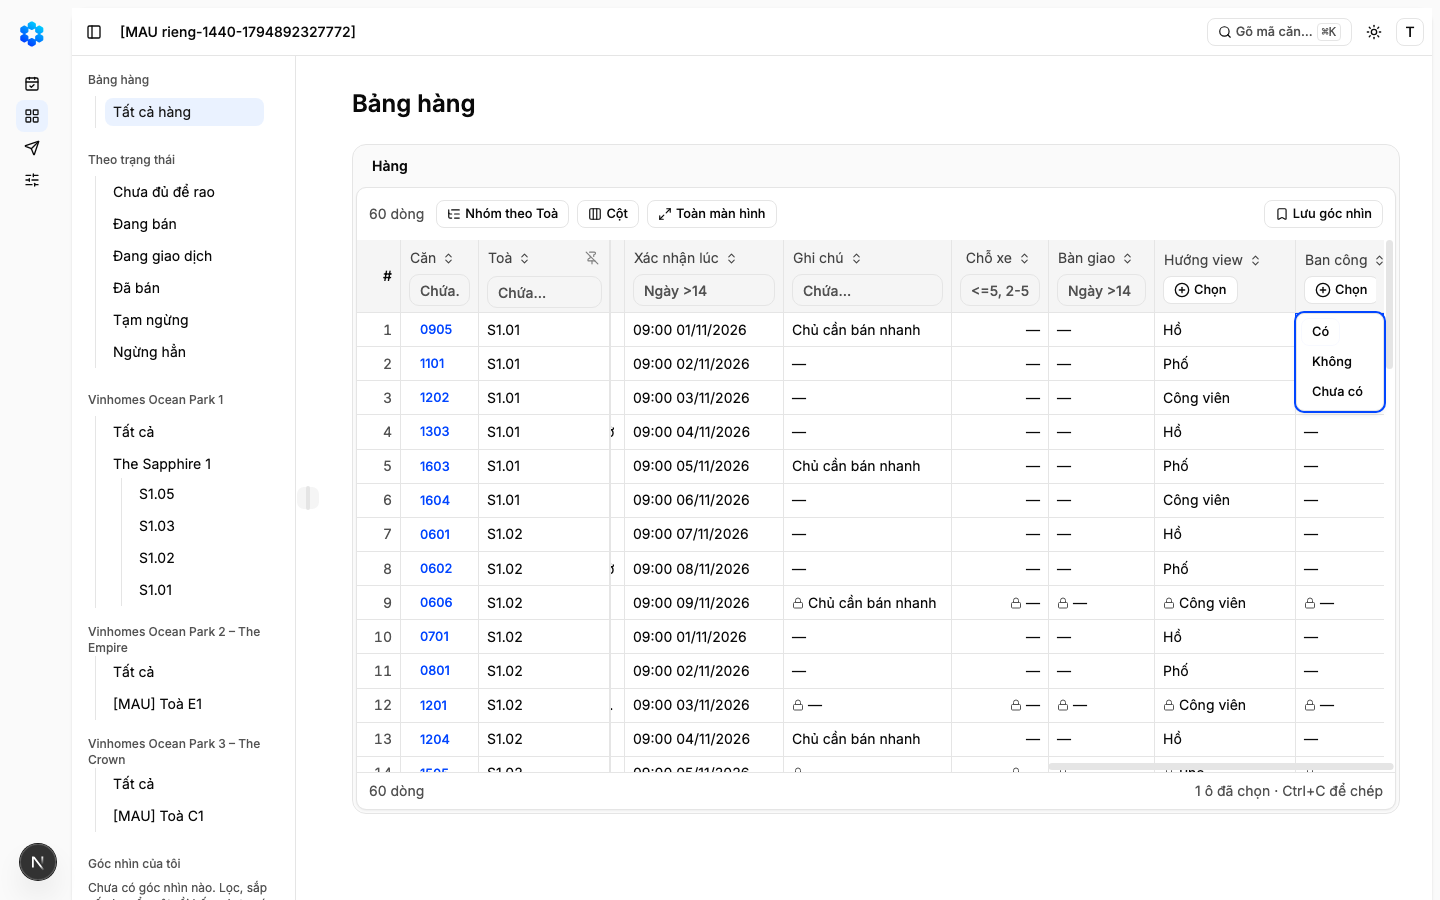 [MAU rieng-1440-1794892327772]
Gõ mã căn... ⌘K
T
Bảng hàng
Tất cả hàng
Theo trạng thái
Chưa đủ để rao
Đang bán
Đang giao dịch
Đã bán
Tạm ngừng
Ngừng hẳn
Vinhomes Ocean Park 1
Tất cả
The Sapphire 1
S1.05
S1.03
S1.02
S1.01
Vinhomes Ocean Park 2 – The
Empire
Tất cả
[MAU] Toà E1
Vinhomes Ocean Park 3 – The
Crown
Tất cả
[MAU] Toà C1
Góc nhìn của tôi
Chưa có góc nhìn nào. Lọc, sắp
N
Bảng hàng
Hàng
60 dòng Nhóm theo Toà Cột Toàn màn hình Lưu góc nhìn
# Căn Toà Xác nhận lúc Ghi chú Chỗ xe Bàn giao Hướng view Ban công
Chứa. Chứa... Ngày >14 Chứa... <=5, 2-5 Ngày >14 Chọn Chọn
1 0905 S1.01 09:00 01/11/2026 Chủ cần bán nhanh — — Hồ
2 1101 S1.01 09:00 02/11/2026 — — — Phố
3 1202 S1.01 09:00 03/11/2026 — — — Công viên
Có
Không
Chưa có
4 1303 S1.01 09:00 04/11/2026 — — — Hồ —
5 1603 S1.01 09:00 05/11/2026 Chủ cần bán nhanh — — Phố —
6 1604 S1.01 09:00 06/11/2026 — — — Công viên —
7 0601 S1.02 09:00 07/11/2026 — — — Hồ —
8 0602 S1.02 09:00 08/11/2026 — — — Phố —
9 0606 S1.02 09:00 09/11/2026 Chủ cần bán nhanh — — Công viên —
10 0701 S1.02 09:00 01/11/2026 — — — Hồ —
11 0801 S1.02 09:00 02/11/2026 — — — Phố —
12 1201 S1.02 09:00 03/11/2026 — — — Công viên —
13 1204 S1.02 09:00 04/11/2026 Chủ cần bán nhanh — — Hồ —
14 S1.02 09:00 05/11/2026
60 dòng 1 ô đã chọn · Ctrl+C để chép